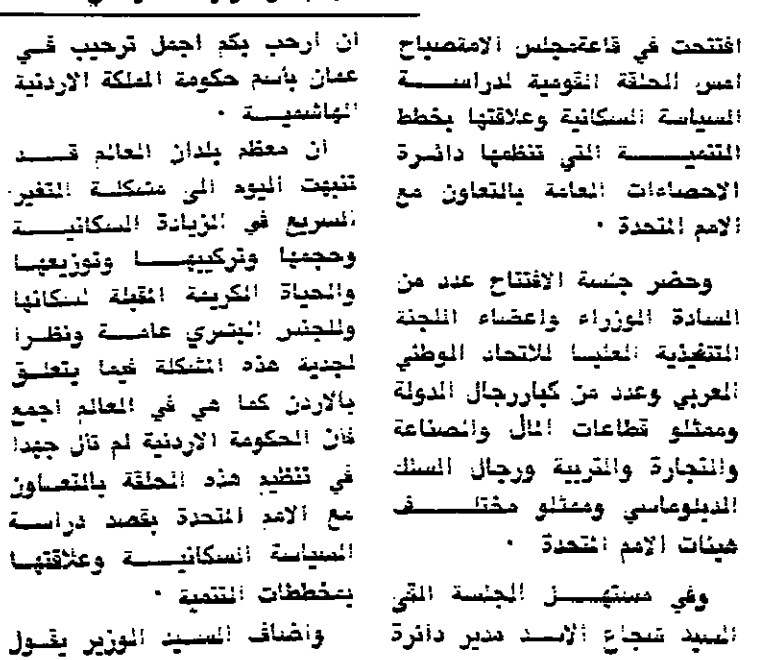 افتتحت في قاعةمجلس الامةصباح
امس الحلقة القومية لدراسة
السياسة السكانية وعلاقتها بخطط
التنمية التي تنظمها دائرة
الاحصاءات العامة بالتعاون مع
الامم المتحدة .
وحضر جلسة الافتتاح عدد من
السادة الوزراء واعضاء اللجنة
التنفيذية العليا للاتحاد الوطني
العربي وعدد من كباررجال الدولة
وممثلو قطاعات المال والصناعة
والتجارة والتربية ورجال السلك
الدبلوماسي وممثلو مختلف
هيئات الامم المتحدة .
وفي مستهل الجلسة القى
السيد شجاع الاسد مدير دائرة
ان ارحب بكم اجمل ترحيب في
عمان بأسم حكومة المملكة الاردنية
الهاشمية .
ان معظم بلدان العالم قد
تنبهت اليوم الى مشكلة التغير
السريع في الزيادة السكانية
وحجمها وتركيبها وتوزيعها
والحياة الكريمة المقبلة لسكانها
وللجنس البشري عامة ونظرا
لجدية هذه المشكلة فيما يتعلق
بالاردن كما هي في العالم اجمع
فان الحكومة الاردنية لم تال جهدا
في تنظيم هذه الحلقة بالتعاون
مع الامم المتحدة بقصد دراسة
السياسة السكانية وعلاقتها
بمخططات التنمية .
واضاف السيد الوزير يقول